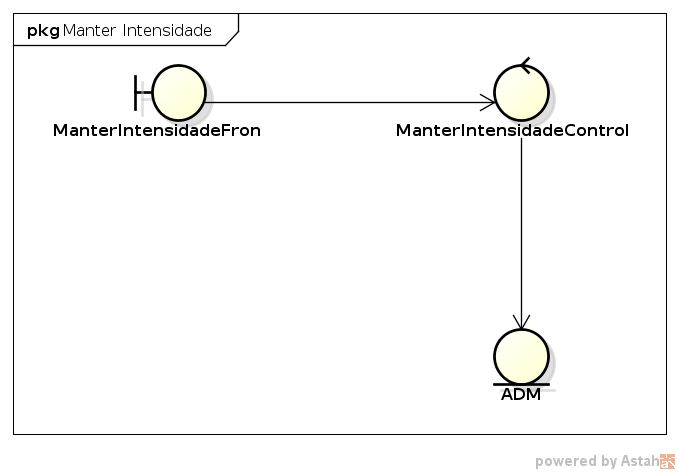 pkg Manter Intensidade
ManterIntensidadeFron
ManterIntensidadeControl
ADM
powered by Astah